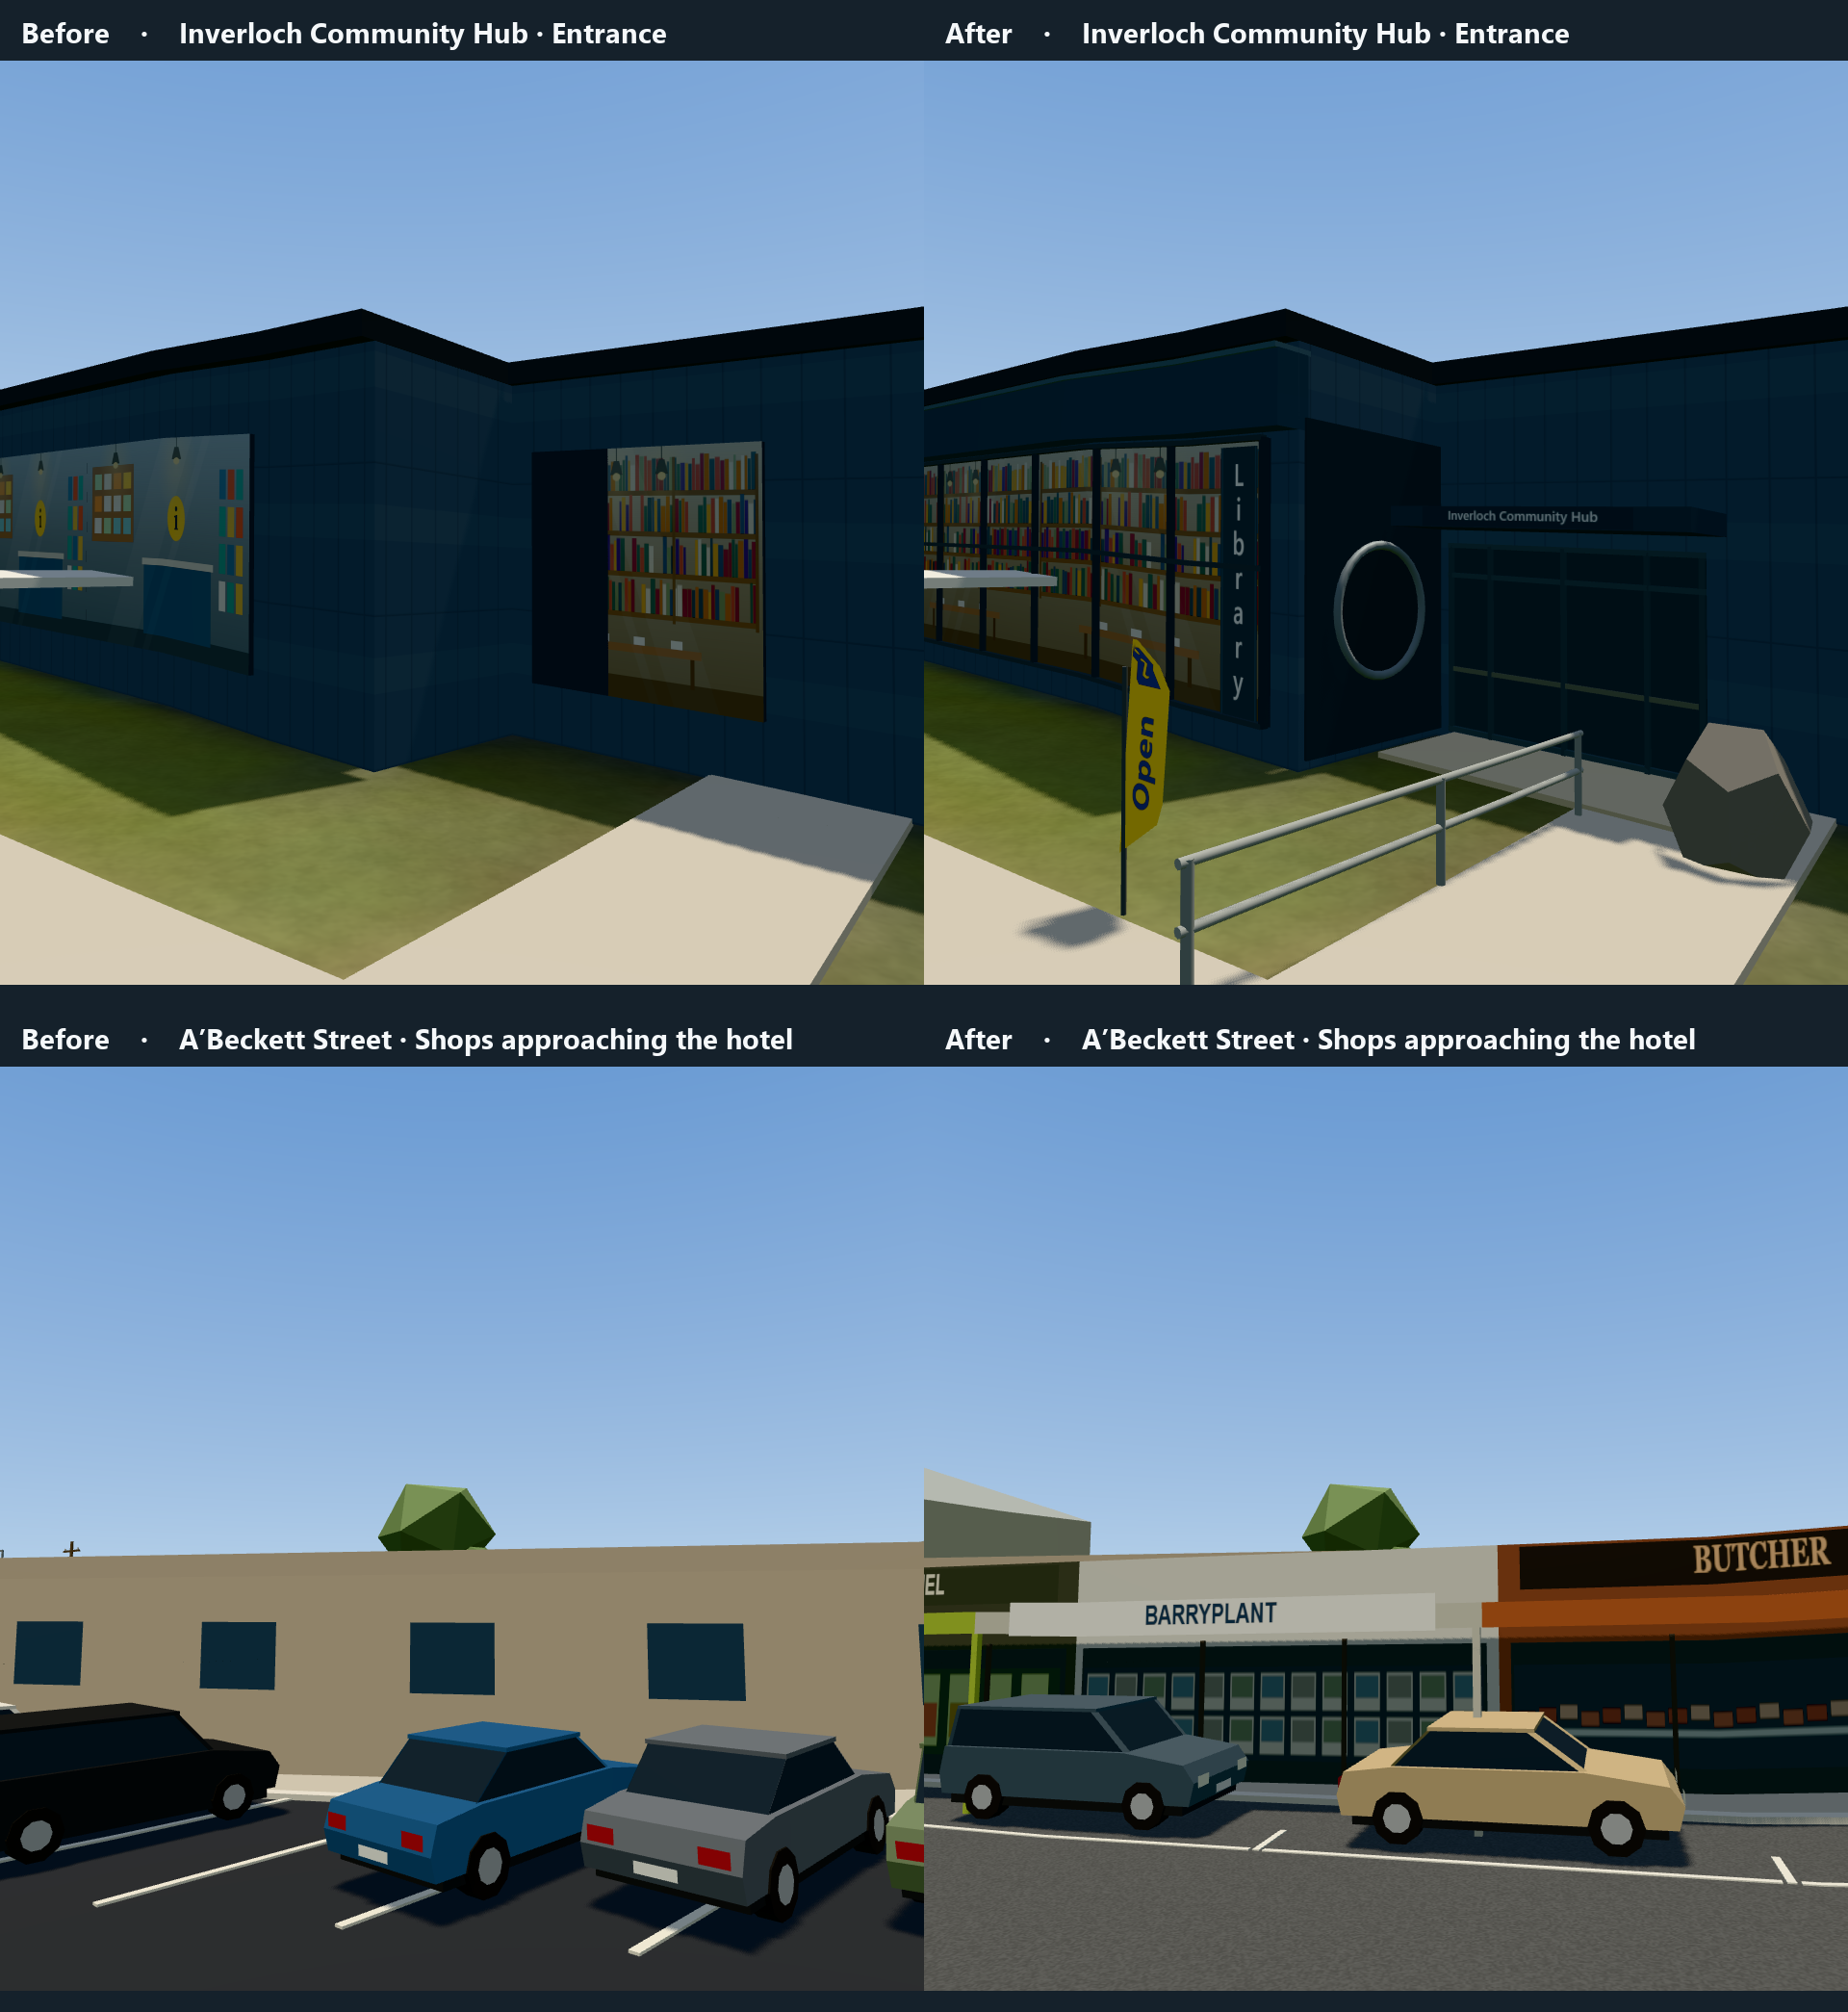 Before · Inverloch Community Hub · Entrance
After · Inverloch Community Hub · Entrance
i
i
Library
Inverloch Community Hub
Open
Before · A’Beckett Street · Shops approaching the hotel
After · A’Beckett Street · Shops approaching the hotel
EL
BARRYPLANT
BUTCHER